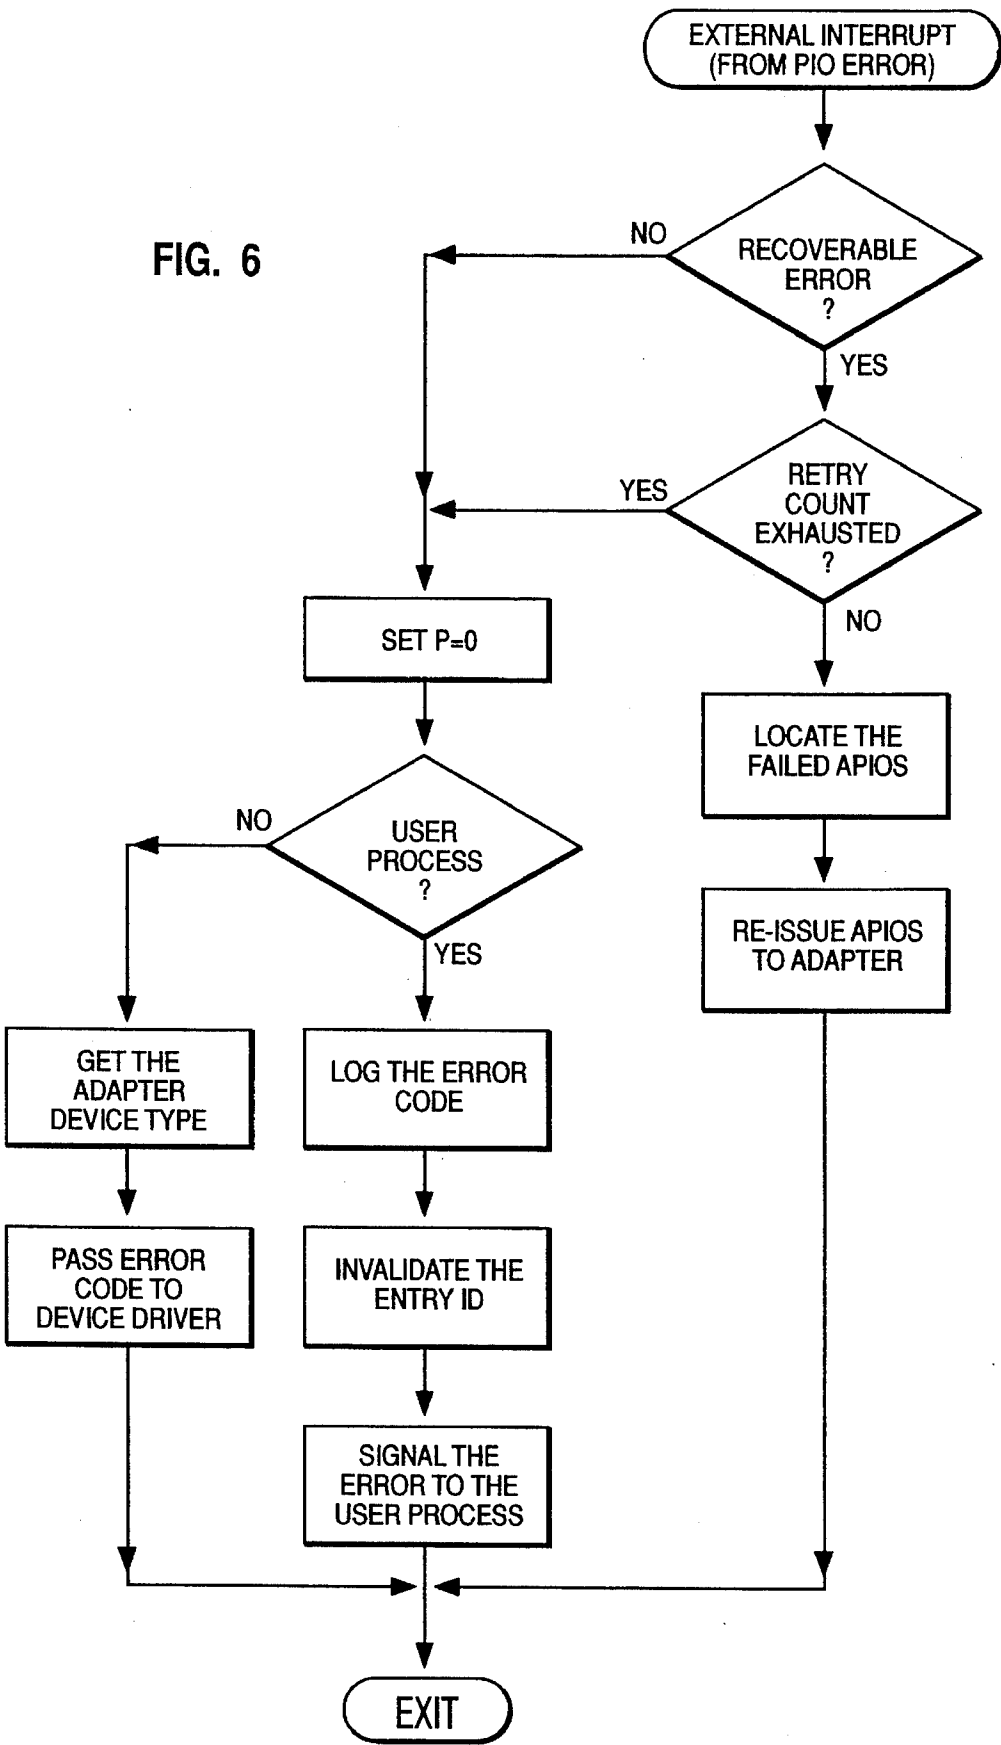 EXTERNAL INTERRUPT
(FROM PIO ERROR)
FIG. 6
NO
RECOVERABLE
ERROR
?
YES
YES
RETRY
COUNT
EXHAUSTED
?
NO
SET P=0
LOCATE THE
FAILED APIOS
NO
USER
PROCESS
?
YES
RE-ISSUE APIOS
TO ADAPTER
GET THE
ADAPTER
DEVICE TYPE
LOG THE ERROR
CODE
PASS ERROR
CODE TO
DEVICE DRIVER
INVALIDATE THE
ENTRY ID
SIGNAL THE
ERROR TO THE
USER PROCESS
EXIT